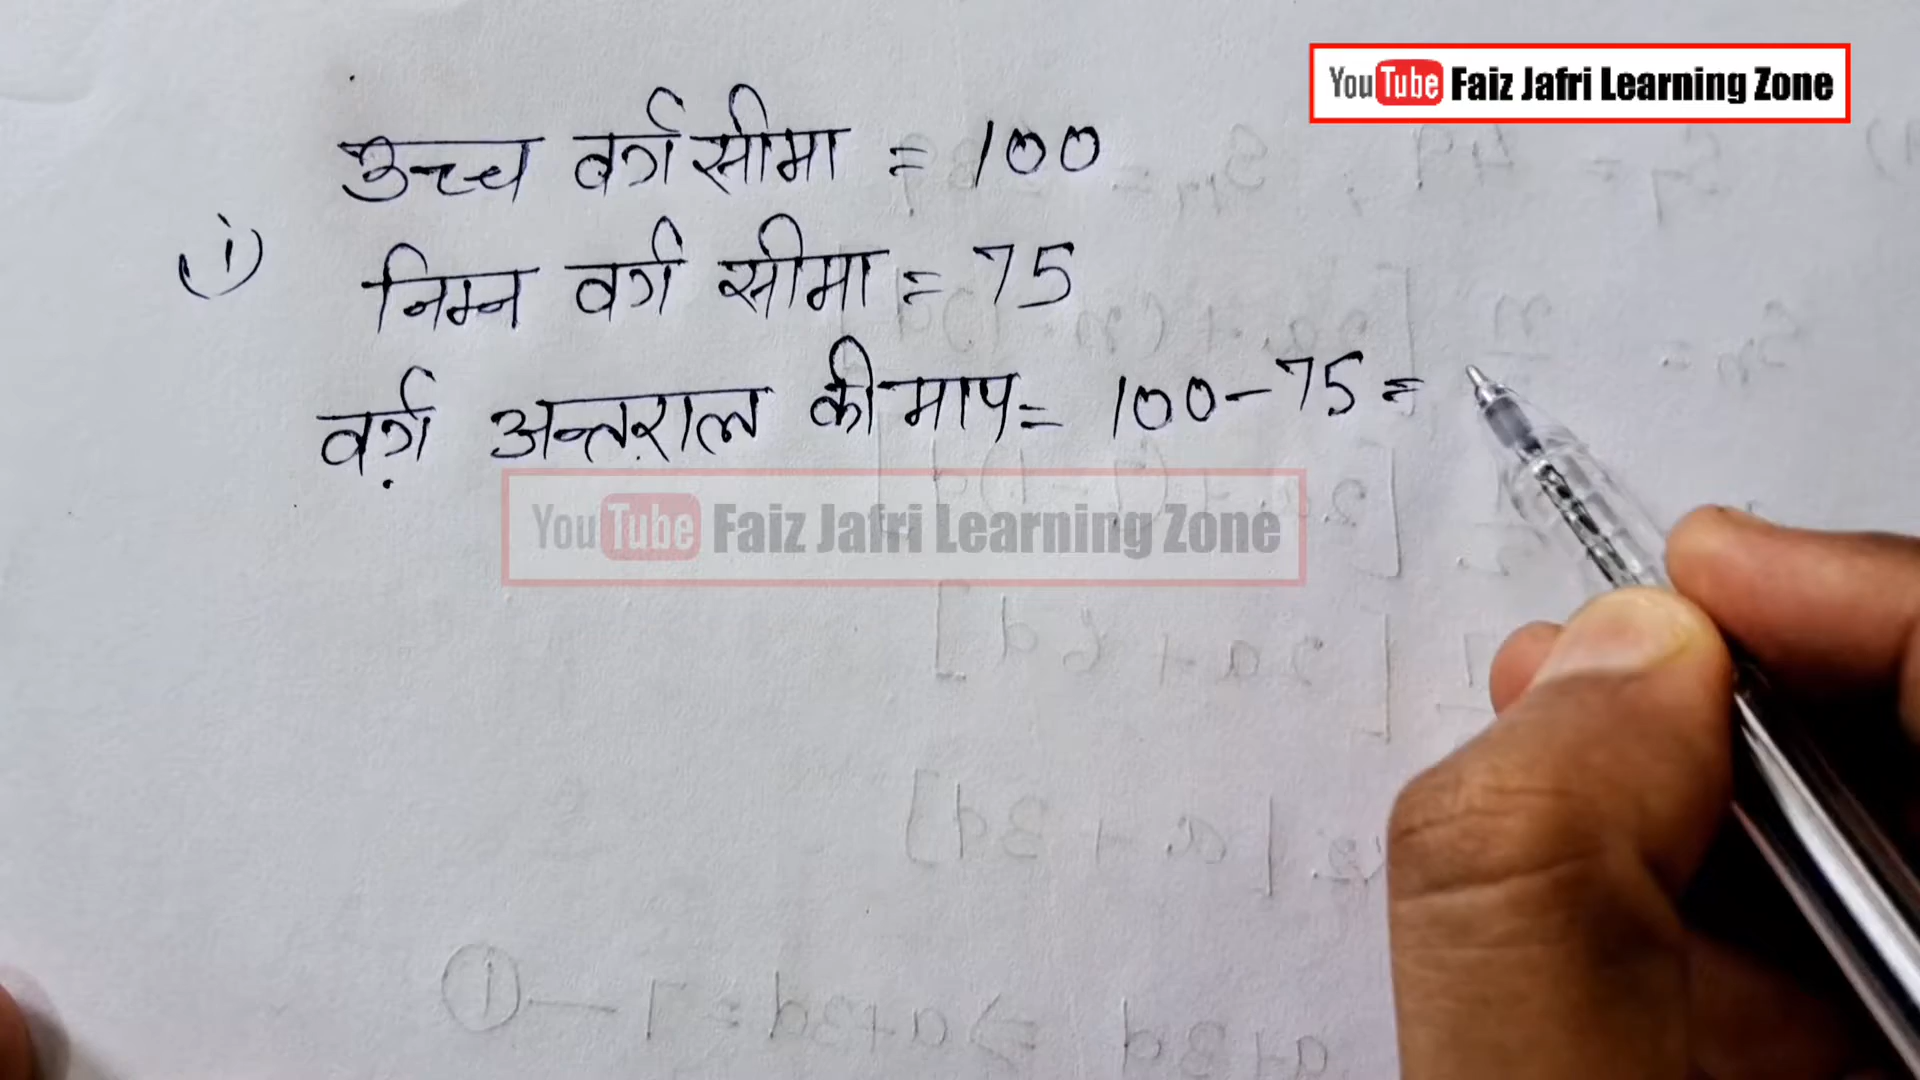 YouTube Faiz Jafri Learning Zone
उच्च वर्ग सीमा = 100
(i)
निम्न वर्ग सीमा = 75
वर्ग अन्तराल की माप = 100 - 75 =
YouTube Faiz Jafri Learning Zone